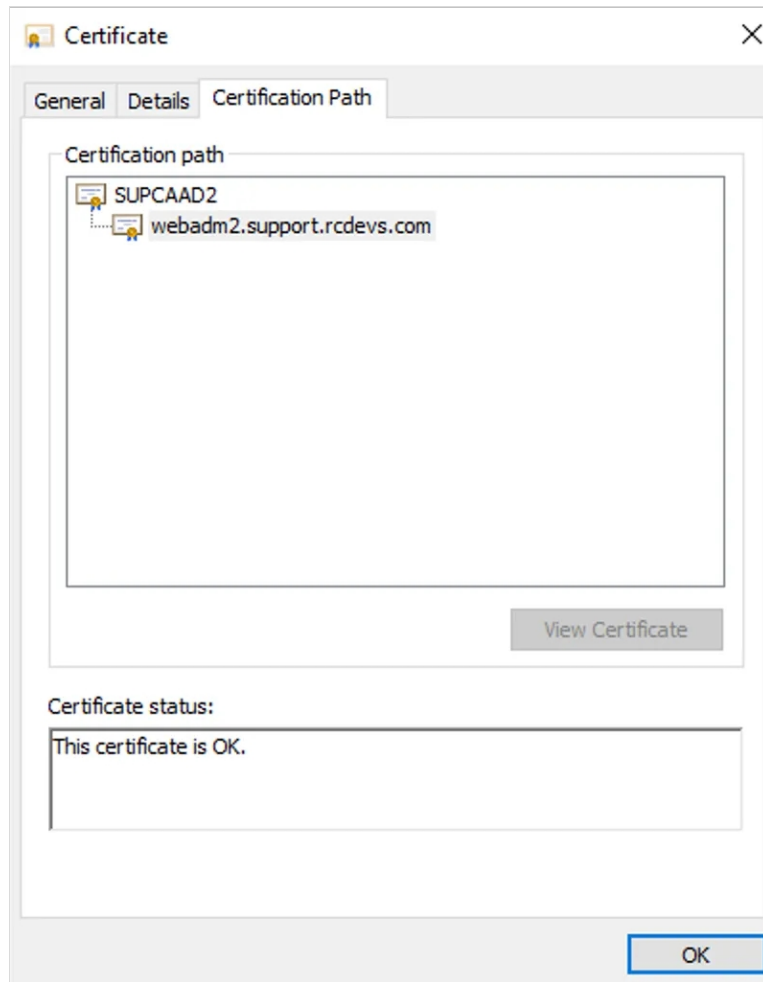 Certificate
General Details Certification Path
Certification path
SUPCAAD2
webadm2.support.rcdevs.com
View Certificate
Certificate status:
This certificate is OK.
OK